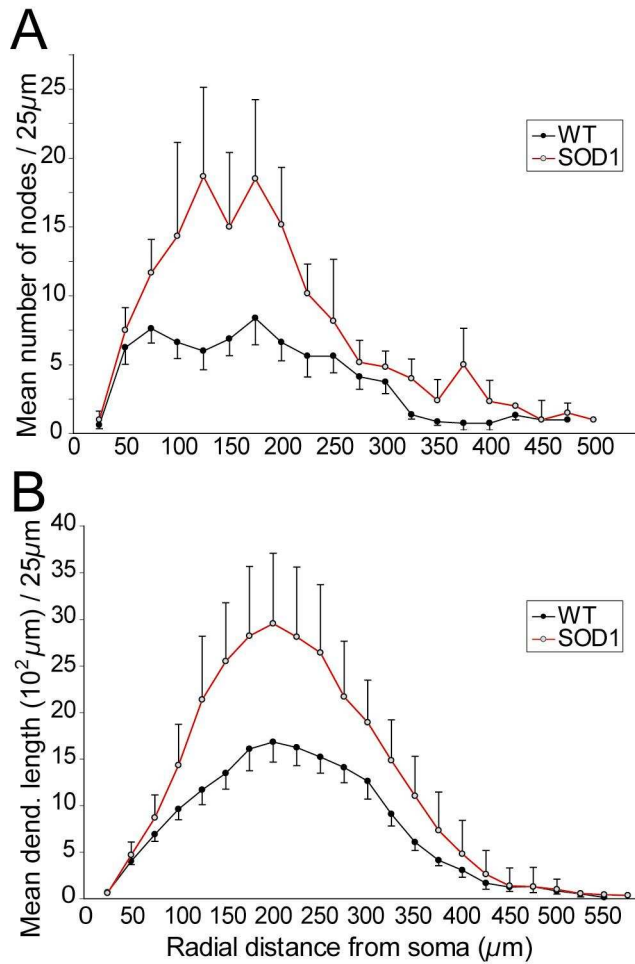 A
Mean number of nodes / 25µm
25
20
15
10
5
0
WT
SOD1
0 50 100 150 200 250 300 350 400 450 500
B
Mean dend. length (10² µm) / 25µm
40
35
30
25
20
15
10
5
0
WT
SOD1
0 50 100 150 200 250 300 350 400 450 500 550
Radial distance from soma (µm)